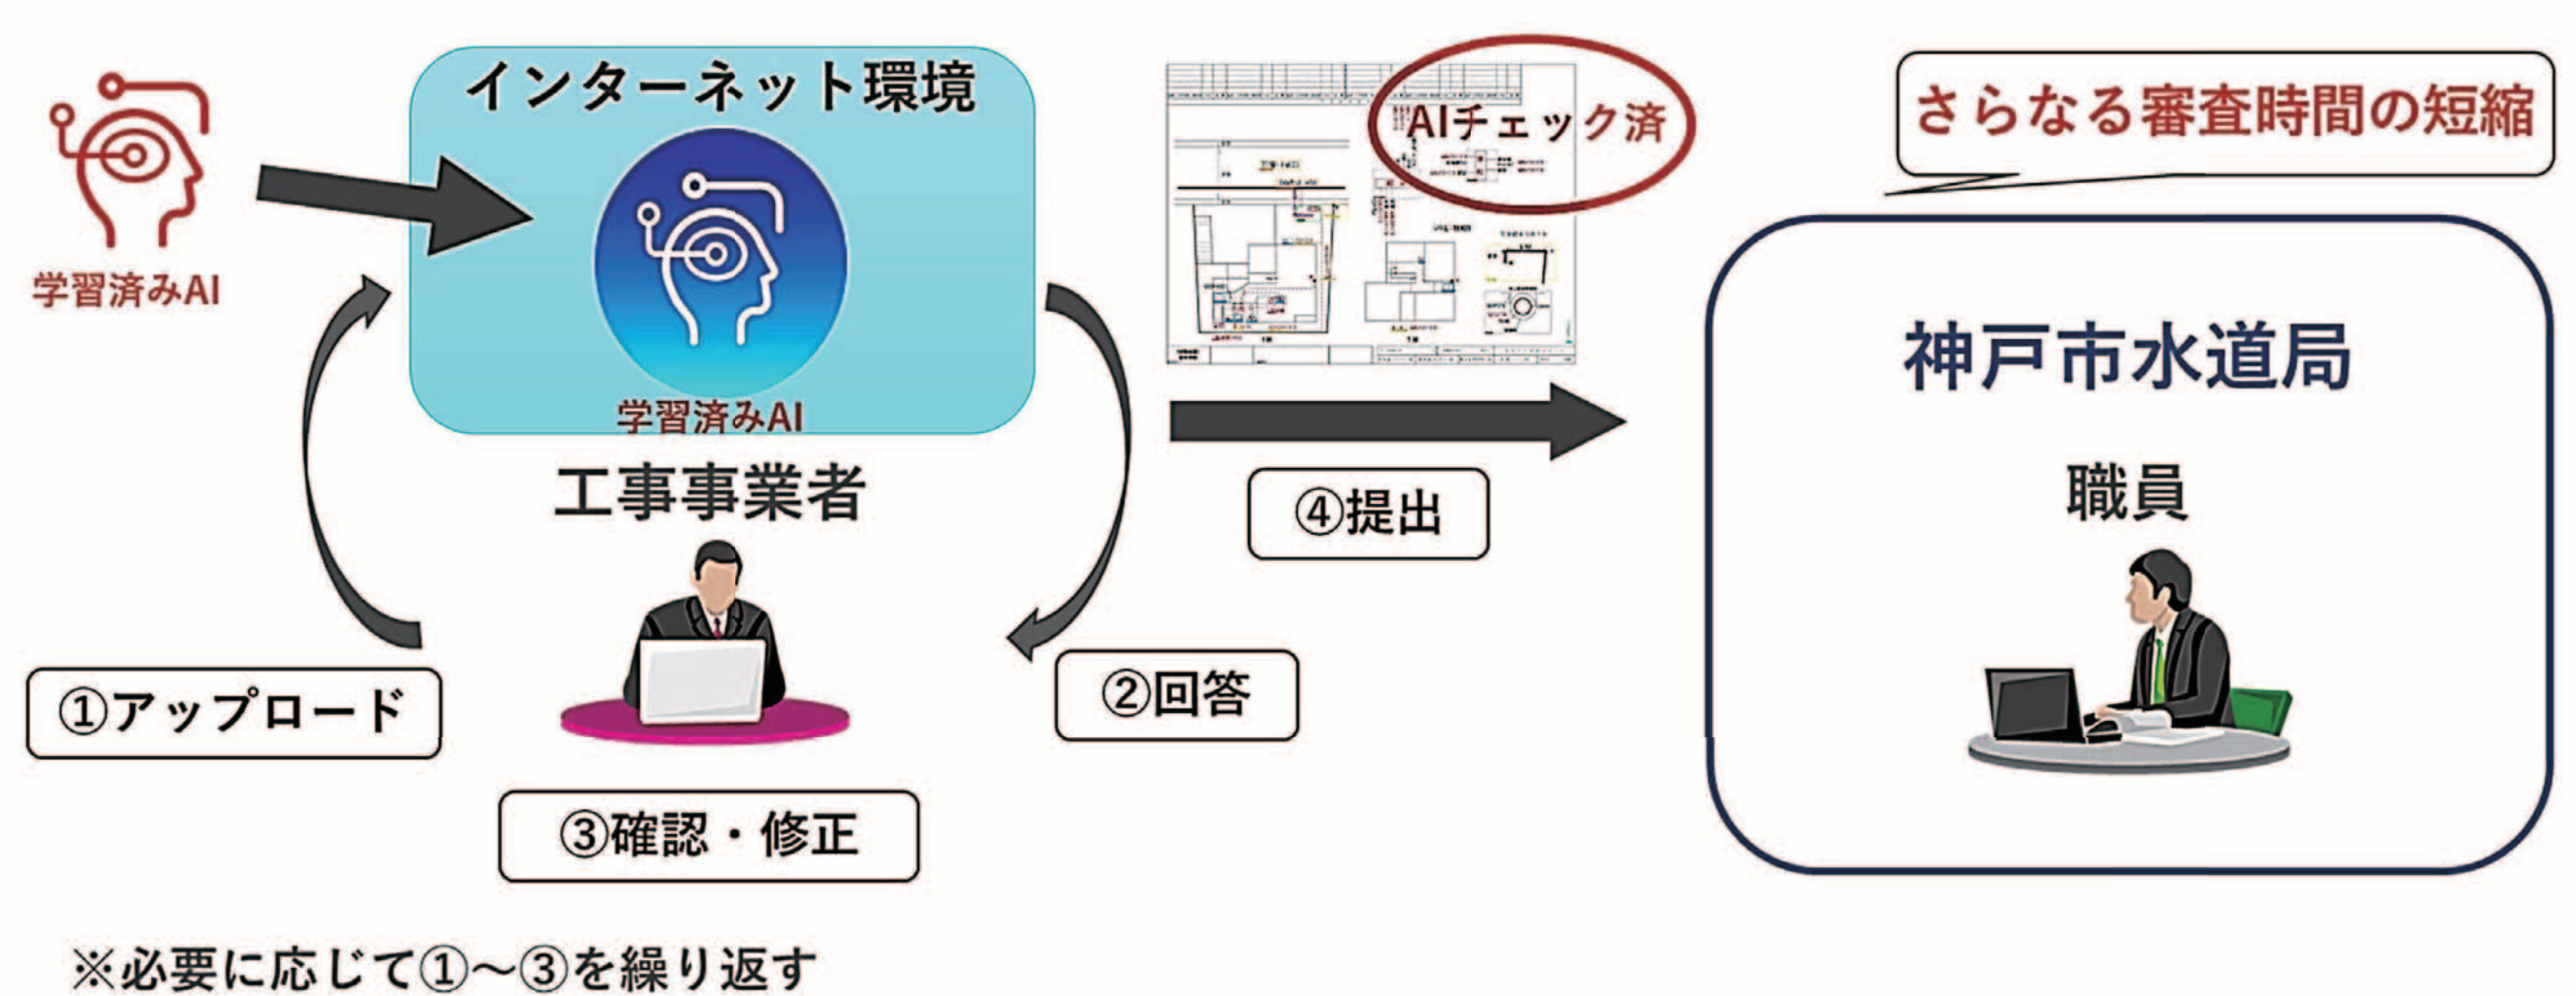 インターネット環境
学習済みAI
学習済みAI
工事事業者
①アップロード
②回答
③確認・修正
※必要に応じて①～③を繰り返す
AIチェック済
④提出
さらなる審査時間の短縮
神戸市水道局
職員